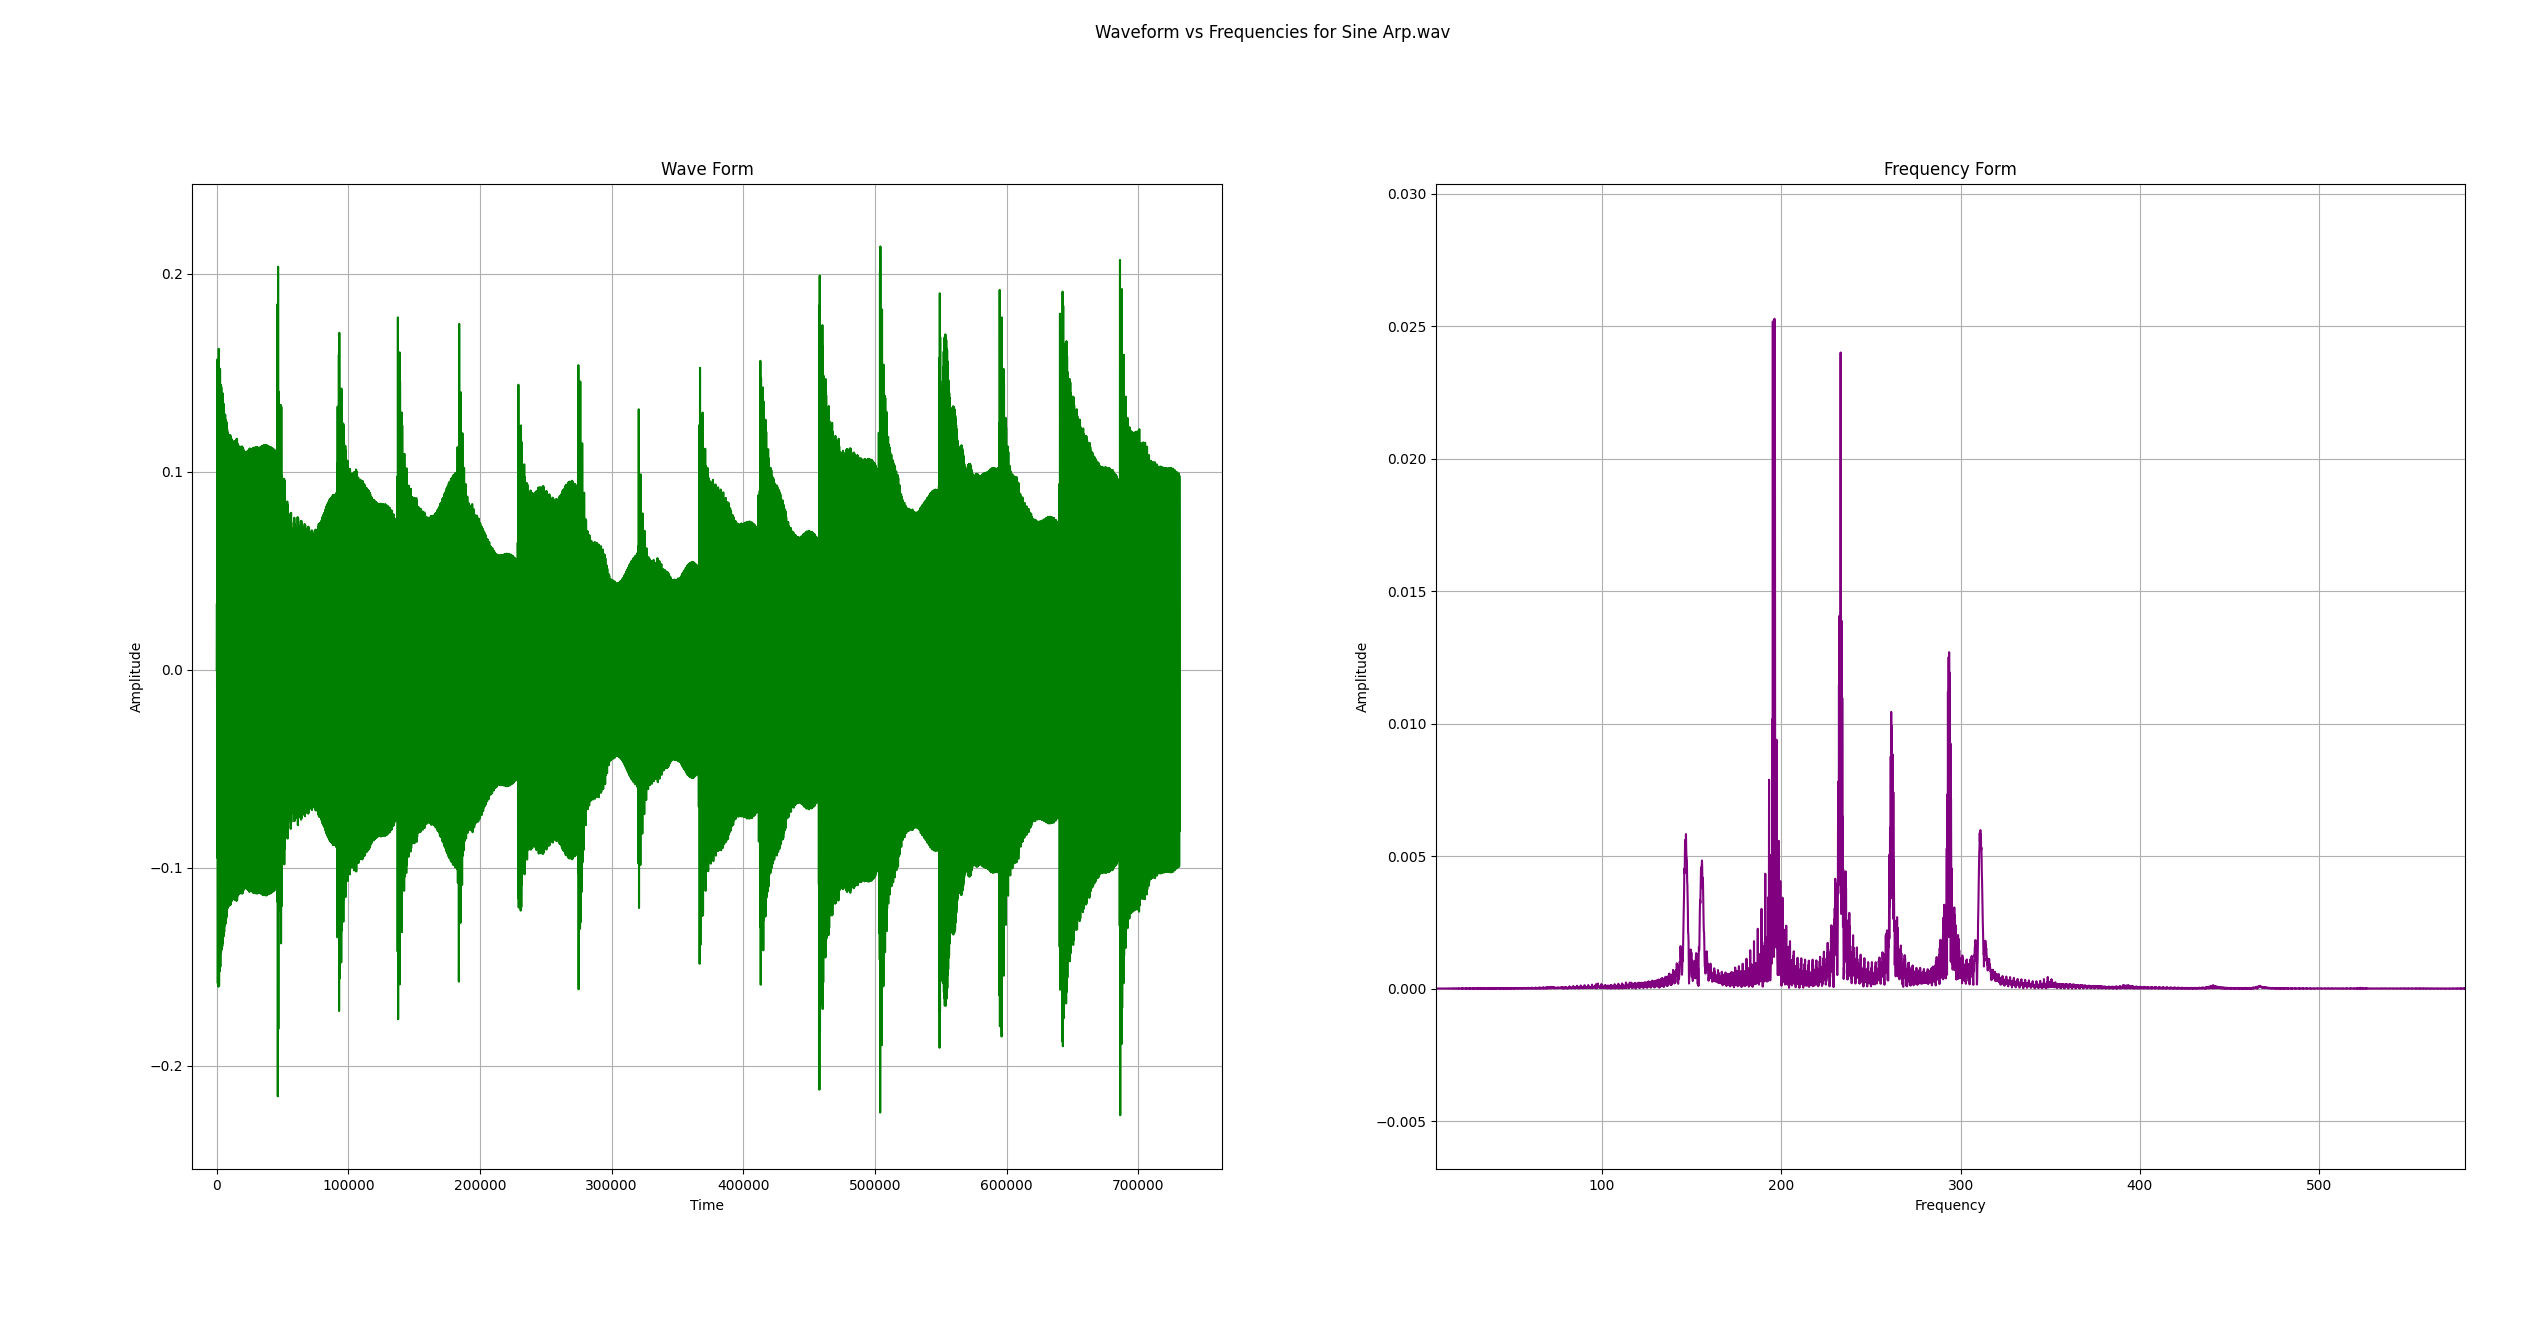 Waveform vs Frequencies for Sine Arp.wav
Wave Form
0.2
0.1
0.0
−0.1
−0.2
Amplitude
0 100000 200000 300000 400000 500000 600000 700000
Time
Frequency Form
0.030
0.025
0.020
0.015
0.010
0.005
0.000
−0.005
Amplitude
100 200 300 400 500
Frequency